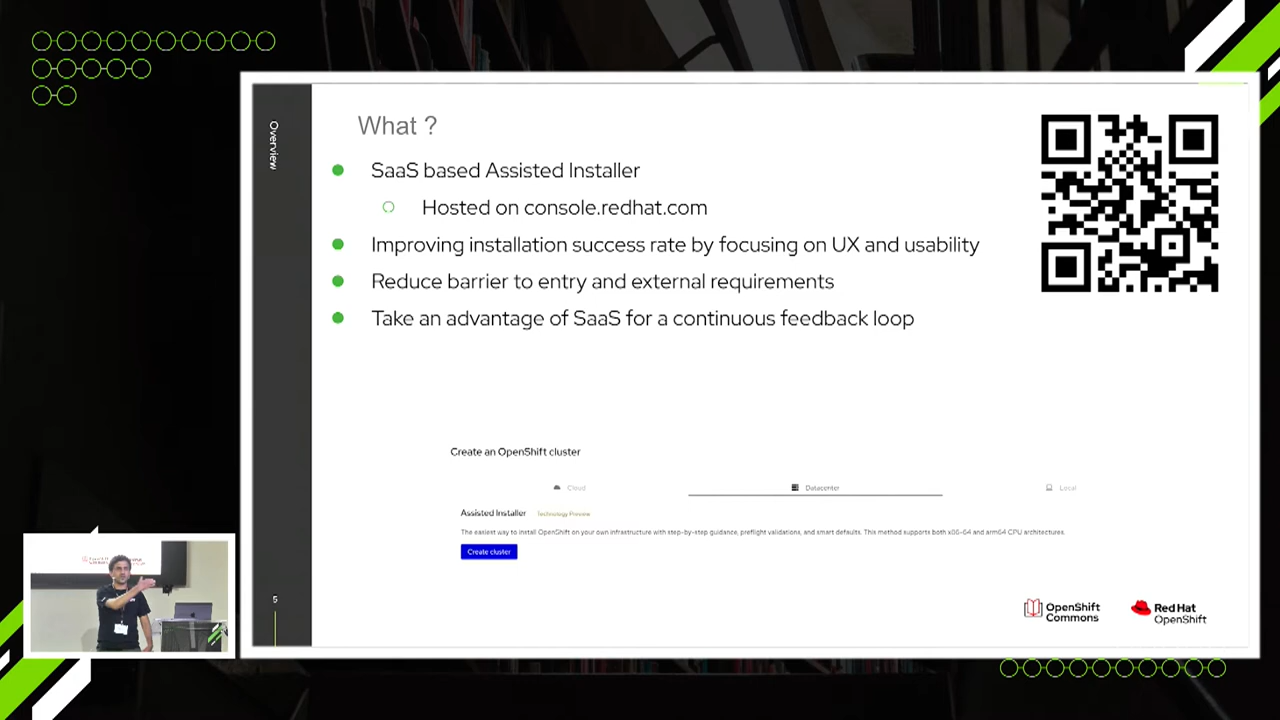 Overview
What ?
SaaS based Assisted Installer
Hosted on console.redhat.com
Improving installation success rate by focusing on UX and usability
Reduce barrier to entry and external requirements
Take an advantage of SaaS for a continuous feedback loop
Create an OpenShift cluster
Cloud
Datacenter
Local
Assisted Installer Technology Preview
The easiest way to install OpenShift on your own infrastructure with step-by-step guidance, preflight validations, and smart defaults. This method supports both x86-64 and arm64 CPU architectures.
Create cluster
5
OpenShift
Commons
Red Hat
OpenShift